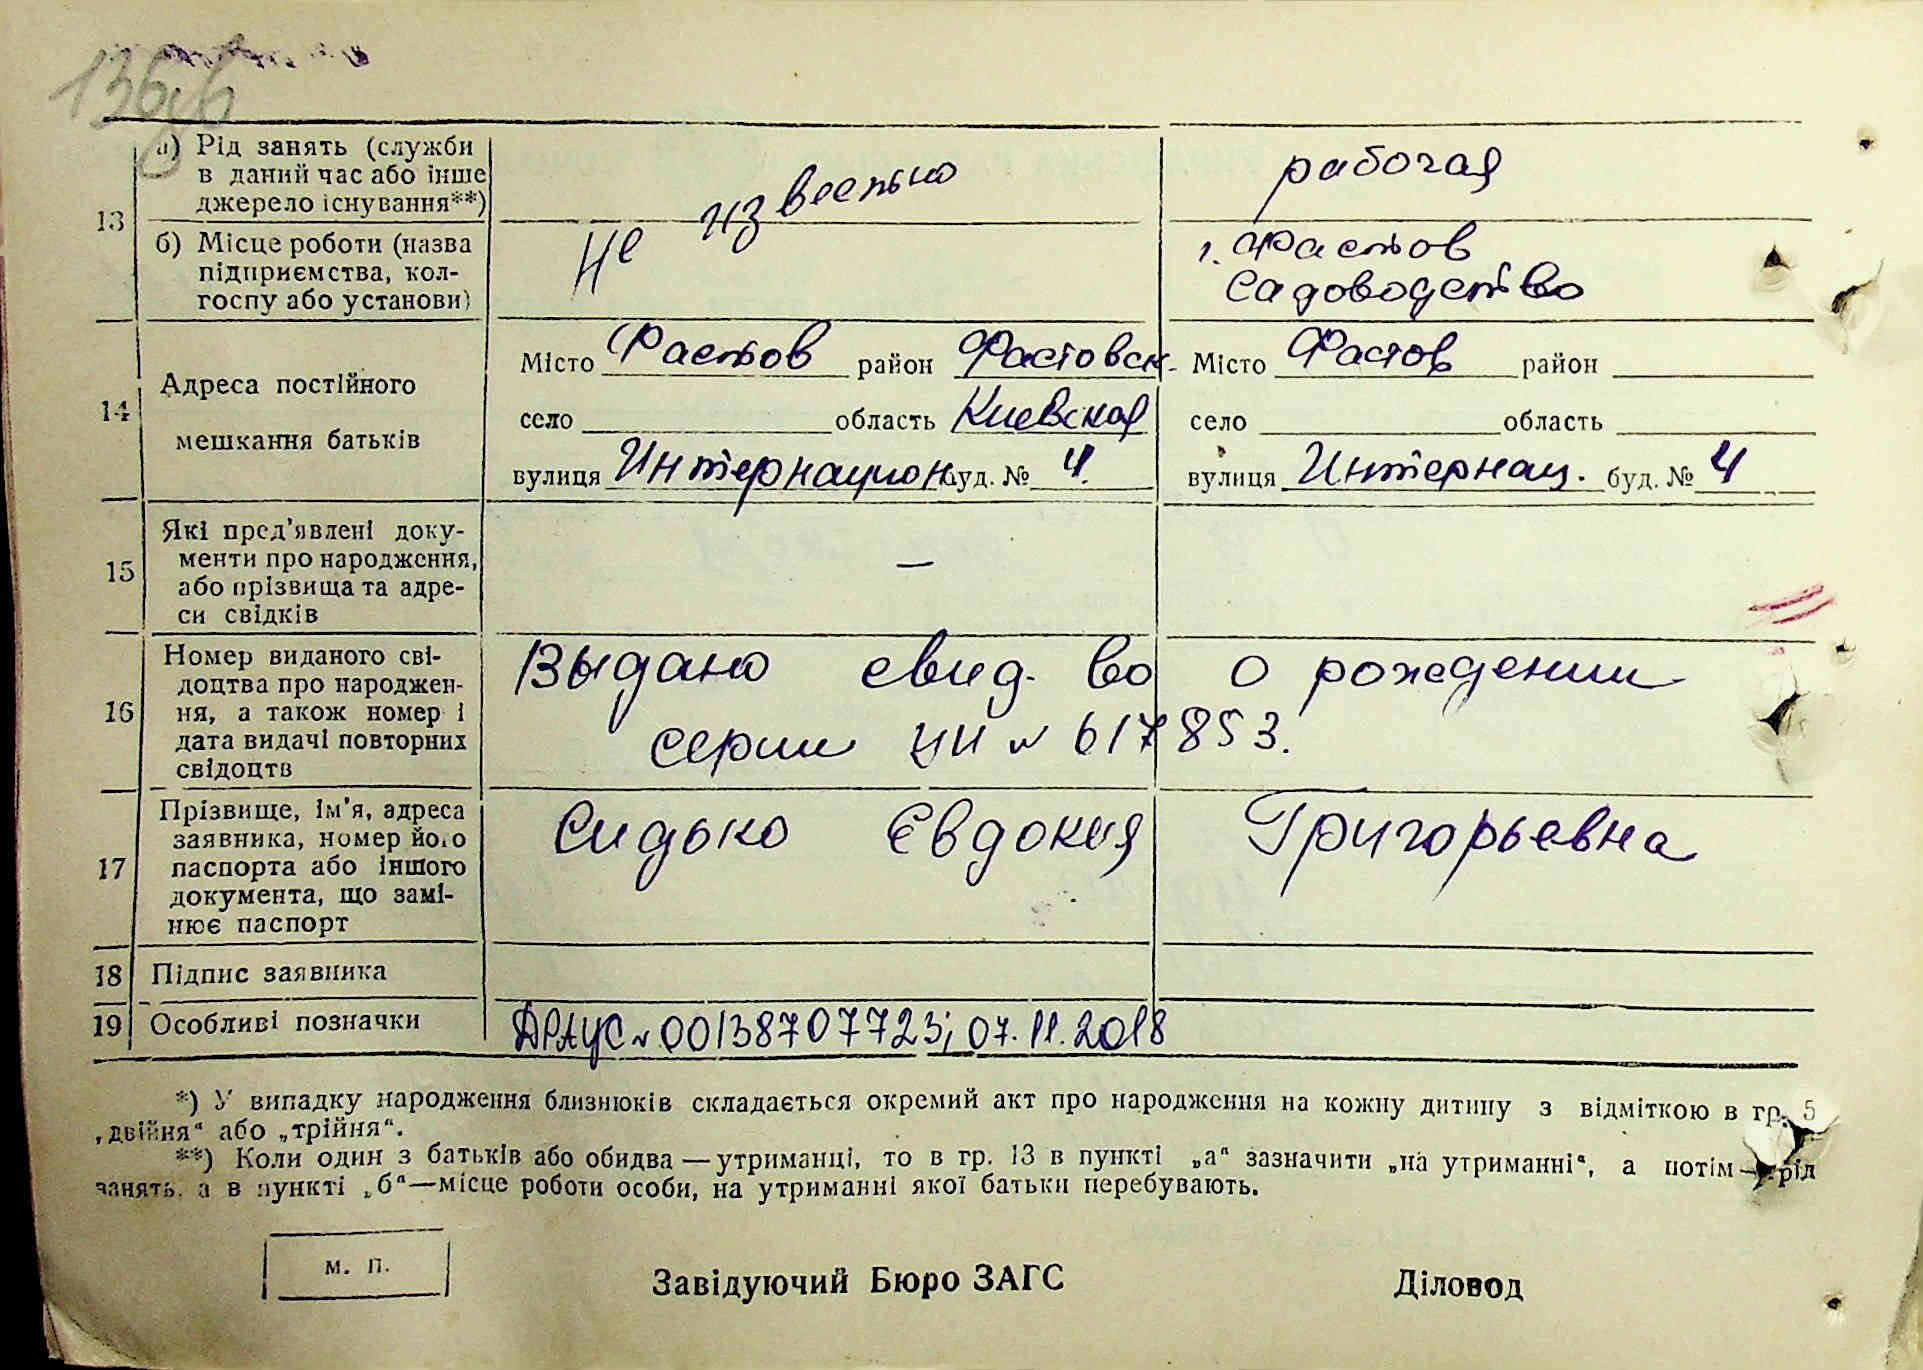 136
13
а) Рід занять (служби
в даний час або інше
джерело існування**)
не известно
рабочая
б) Місце роботи (назва
підприємства, кол-
госпу або установи)
г. Фастов
Садоводство
14
Адреса постійного
мешкання батьків
Місто Фастов район Фастовск. Місто Фастов район
село область Киевская село область
вулиця Интернацион. буд. № 4. вулиця Интернац. буд. № 4
15
Які пред'явлені доку-
менти про народження,
або прізвища та адре-
си свідків
—
16
Номер виданого сві-
доцтва про народжен-
ня, а також номер і
дата видачі повторних
свідоцтв
Выдано свид-во о рождении
серии ЦИ № 617853.
17
Прізвище, ім'я, адреса
заявника, номер його
паспорта або іншого
документа, що замі-
нює паспорт
Сидько Євдокия Григорьевна
18 Підпис заявника
19 Особливі позначки ДРАЦС № 00138707723; 07.11.2018
*) У випадку народження близнюків складається окремий акт про народження на кожну дитину з відміткою в гр. 5
„двійня" або „трійня".
**) Коли один з батьків або обидва — утриманці, то в гр. 13 в пункті „а" зазначити „на утриманні", а потім — рід
занять, а в пункті „б"—місце роботи особи, на утриманні якої батьки перебувають.
м. п.
Завідуючий Бюро ЗАГС Діловод